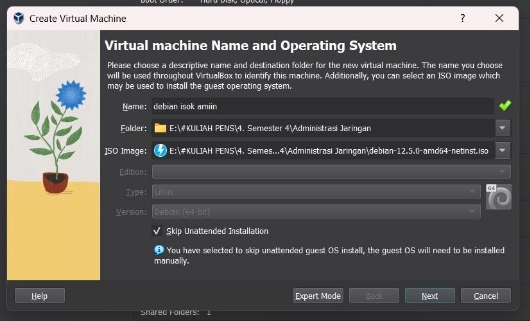 Boot Order: Hard Disk, Optical, Floppy
Create Virtual Machine ? ×
Virtual machine Name and Operating System
Please choose a descriptive name and destination folder for the new virtual machine. The name you choose
will be used throughout VirtualBox to identify this machine. Additionally, you can select an ISO image which
may be used to install the guest operating system.
Name: debian isok amiin
Folder: E:\#KULIAH PENS\4. Semester 4\Administrasi Jaringan
ISO Image: E:\#KULIAH PENS\4. Semes...4\Administrasi Jaringan\debian-12.5.0-amd64-netinst.iso
Edition:
Type: Linux
Version: Debian (64-bit)
64
Skip Unattended Installation
You have selected to skip unattended guest OS install, the guest OS will need to be installed
manually.
Help Expert Mode Back Next Cancel
Shared Folders: 1